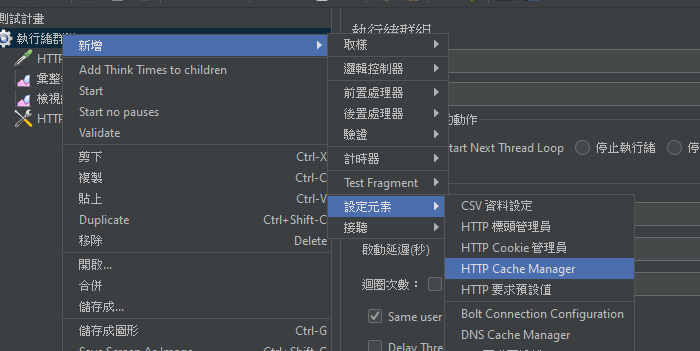 測試計畫
執行緒群組
HTTP
彙整
檢視
HTTP
新增
Add Think Times to children
Start
Start no pauses
Validate
剪下 Ctrl-X
複製 Ctrl-C
貼上 Ctrl-V
Duplicate Ctrl+Shift-C
移除 Delete
開啟...
合併
儲存成...
儲存成圖形 Ctrl-G
Save Screen As Image Ctrl+Shift-G
取樣
邏輯控制器
前置處理器
後置處理器
驗證
計時器
Test Fragment
設定元素
接聽
CSV 資料設定
HTTP 標頭管理員
HTTP Cookie 管理員
HTTP Cache Manager
HTTP 要求預設值
Bolt Connection Configuration
DNS Cache Manager
執行緒群組
動作
tart Next Thread Loop
停止執行緒
停
啟動延遲(秒)
迴圈次數：
Same user
Delay Thre